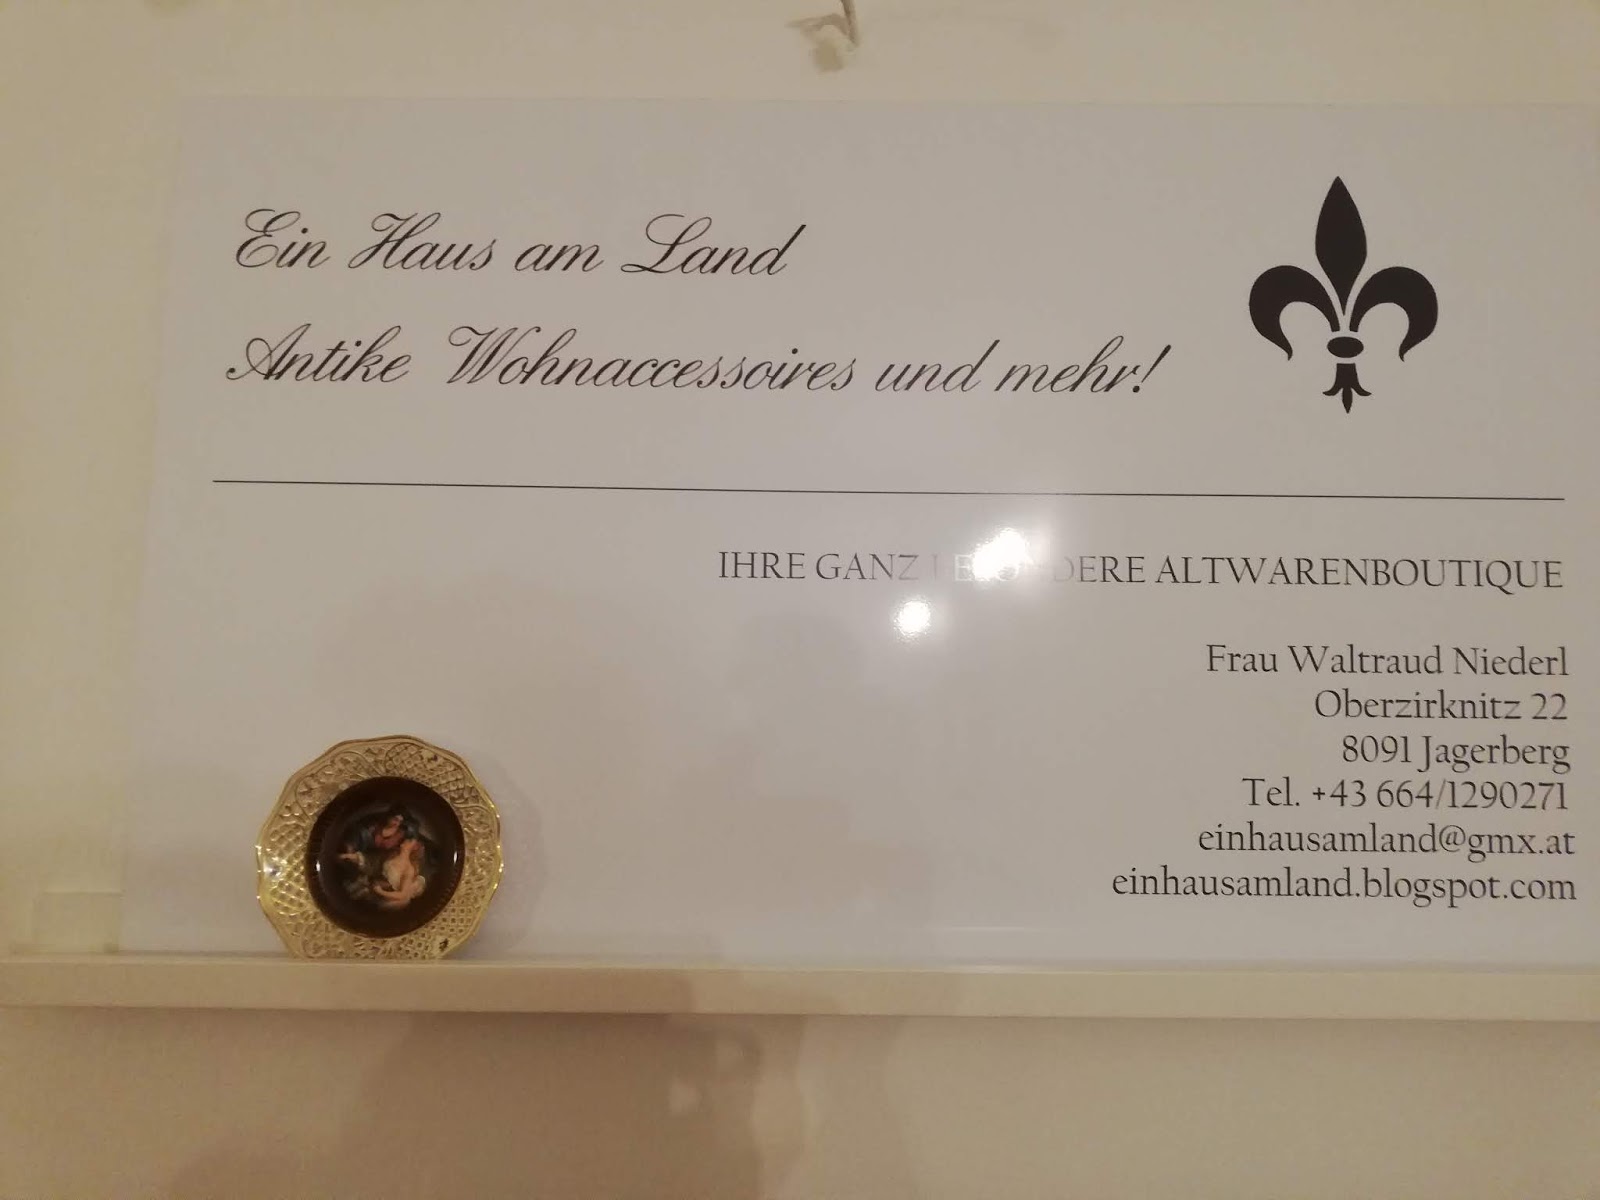 Ein Haus am Land
Antike Wohnaccessoires und mehr!
IHRE GANZ BESONDERE ALTWARENBOUTIQUE
Frau Waltraud Niederl
Oberzirknitz 22
8091 Jagerberg
Tel. +43 664/1290271
einhausamland@gmx.at
einhausamland.blogspot.com